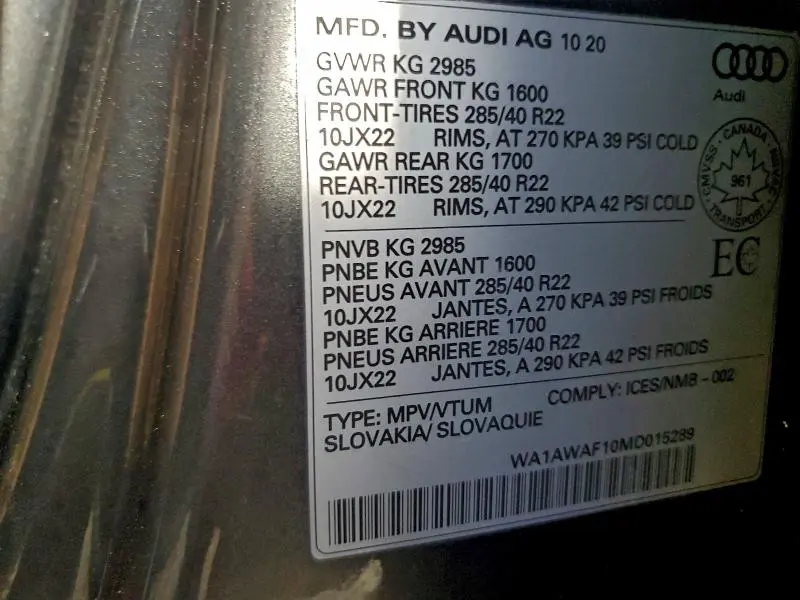 MFD. BY AUDI AG 10 20
GVWR KG 2985
GAWR FRONT KG 1600
FRONT-TIRES 285/40 R22
10JX22 RIMS, AT 270 KPA 39 PSI COLD
GAWR REAR KG 1700
REAR-TIRES 285/40 R22
10JX22 RIMS, AT 290 KPA 42 PSI COLD
Audi
CANADA
CMVSS · NSVAC
961
TRANSPORT
EC
PNVB KG 2985
PNBE KG AVANT 1600
PNEUS AVANT 285/40 R22
10JX22 JANTES, A 270 KPA 39 PSI FROIDS
PNBE KG ARRIERE 1700
PNEUS ARRIERE 285/40 R22
10JX22 JANTES, A 290 KPA 42 PSI FROIDS
TYPE: MPV/VTUM COMPLY: ICES/NMB - 002
SLOVAKIA/ SLOVAQUIE
WA1AWAF10MD015289